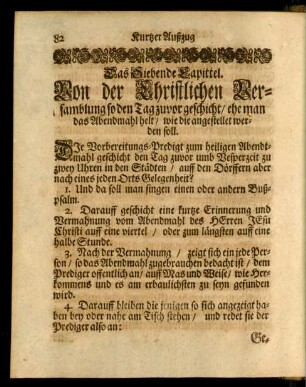 82 Kurtzer Außzug
Das Siebende Capittel.
Von der Christlichen Ver-
samblung so den Tag zuvor geschicht/ ehe man
das Abendmahl helt/ wie die angestellet wer-
den soll.
DIe Vorbereitungs-Predigt zum heiligen Abendt-
mahl geschicht den Tag zuvor umb Vesperzeit zu
zwey Uhren in den Städten/ auff den Dörffern aber
nach eines jeden Orts Gelegenheit?
1. Und da soll man singen einen oder andern Buß-
psalm.
2. Darauff geschicht eine kurtze Erinnerung und
Vermahnung vom Abendmahl des HErrn JEsu
Christi auff eine viertel/ oder zum längsten auff eine
halbe Stunde.
3. Nach der Vermahnung/ zeigt sich ein jede Per-
son/ so das Abendmahl zugebrauchen bedacht ist/ dem
Prediger offentlich an/ auff Mas und Weise/ wie Her-
kommens und es am erbaulichsten zu seyn gefunden
wird.
4. Darauff bleiben die jenigen so sich angezeigt ha-
ben bey oder nahe am Tisch stehen/ und redet sie der
Prediger also an:
Ge-